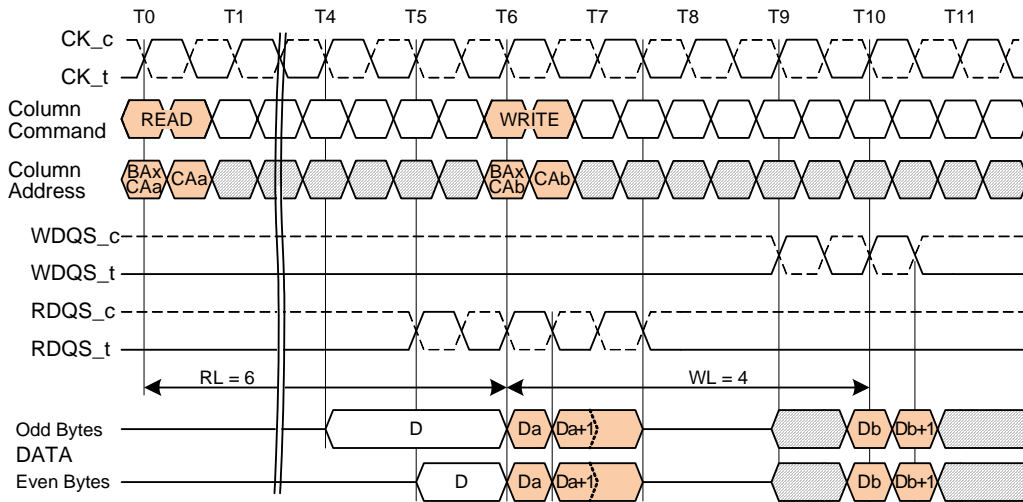 T0 T1 T4 T5 T6 T7 T8 T9 T10 T11
CK_c
CK_t
Column
Command
READ WRITE
Column
Address
BAx
CAa
CAa
BAx
CAb
CAb
WDQS_c
WDQS_t
RDQS_c
RDQS_t
RL = 6 WL = 4
Odd Bytes D Da Da+1 Db Db+1
DATA
Even Bytes D Da Da+1 Db Db+1